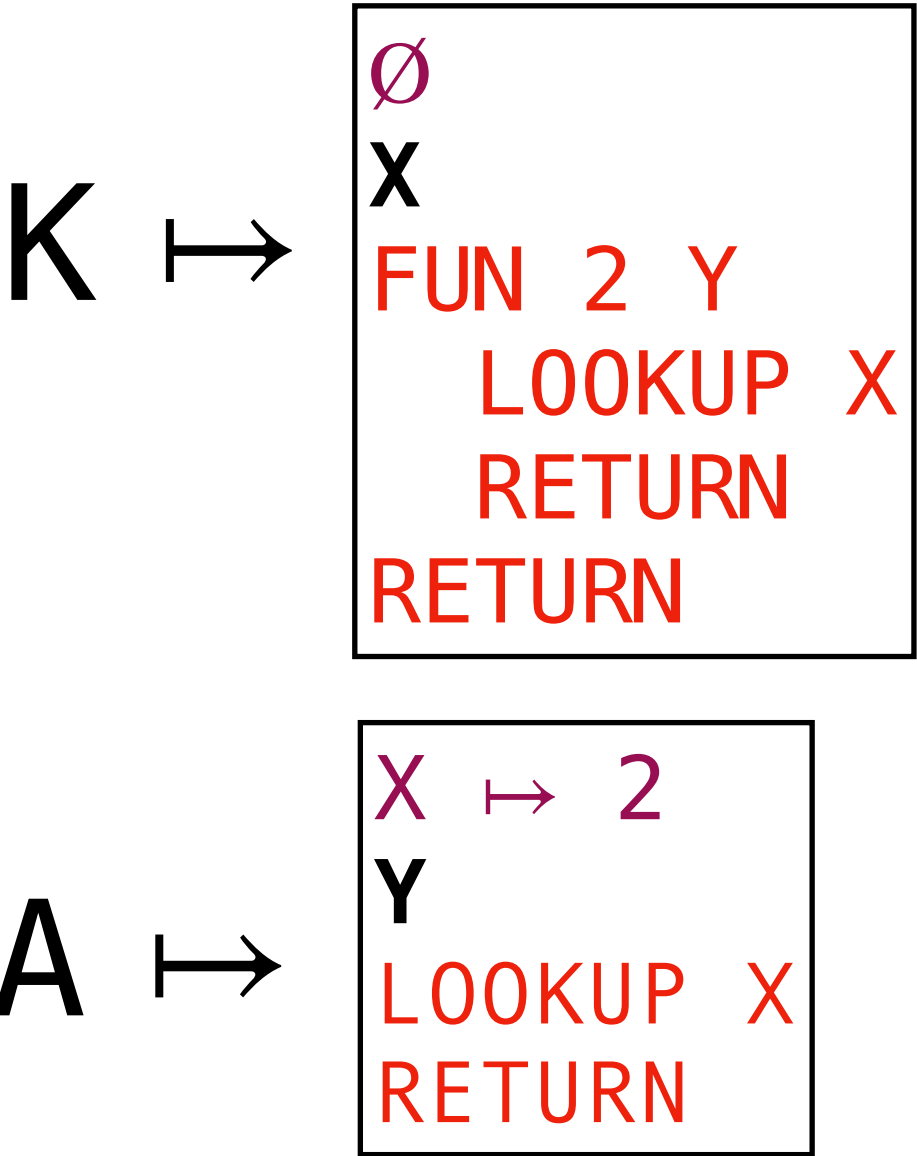 K ↦
∅
X
FUN 2 Y
LOOKUP X
RETURN
RETURN
A ↦
X ↦ 2
Y
LOOKUP X
RETURN